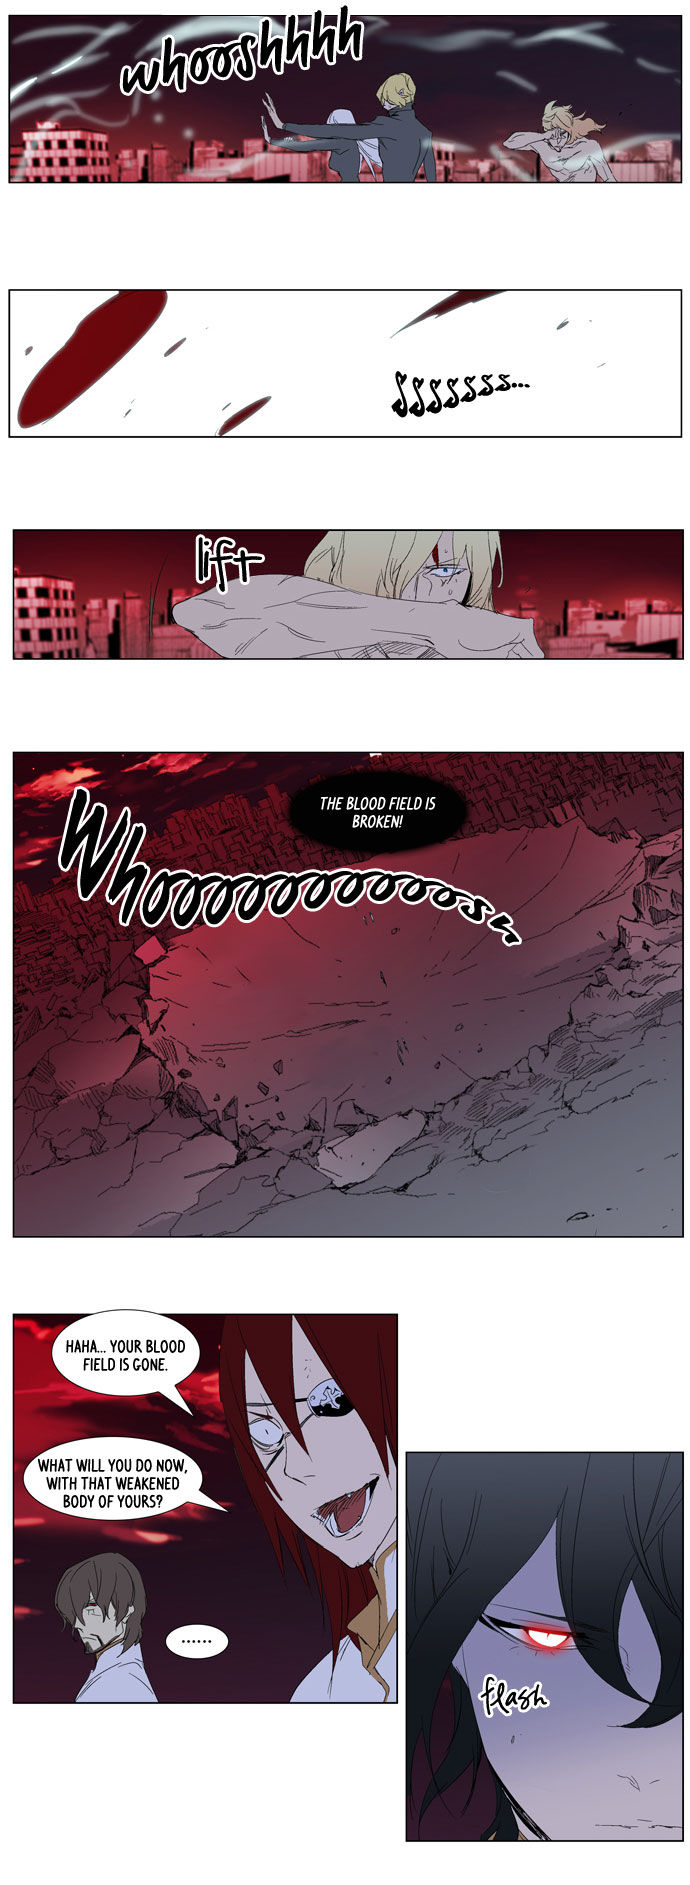 whooshhhh
sssssss...
lift
THE BLOOD FIELD IS
BROKEN!
Whooooooooooosh
HAHA... YOUR BLOOD
FIELD IS GONE.
WHAT WILL YOU DO NOW,
WITH THAT WEAKENED
BODY OF YOURS?
......
flash